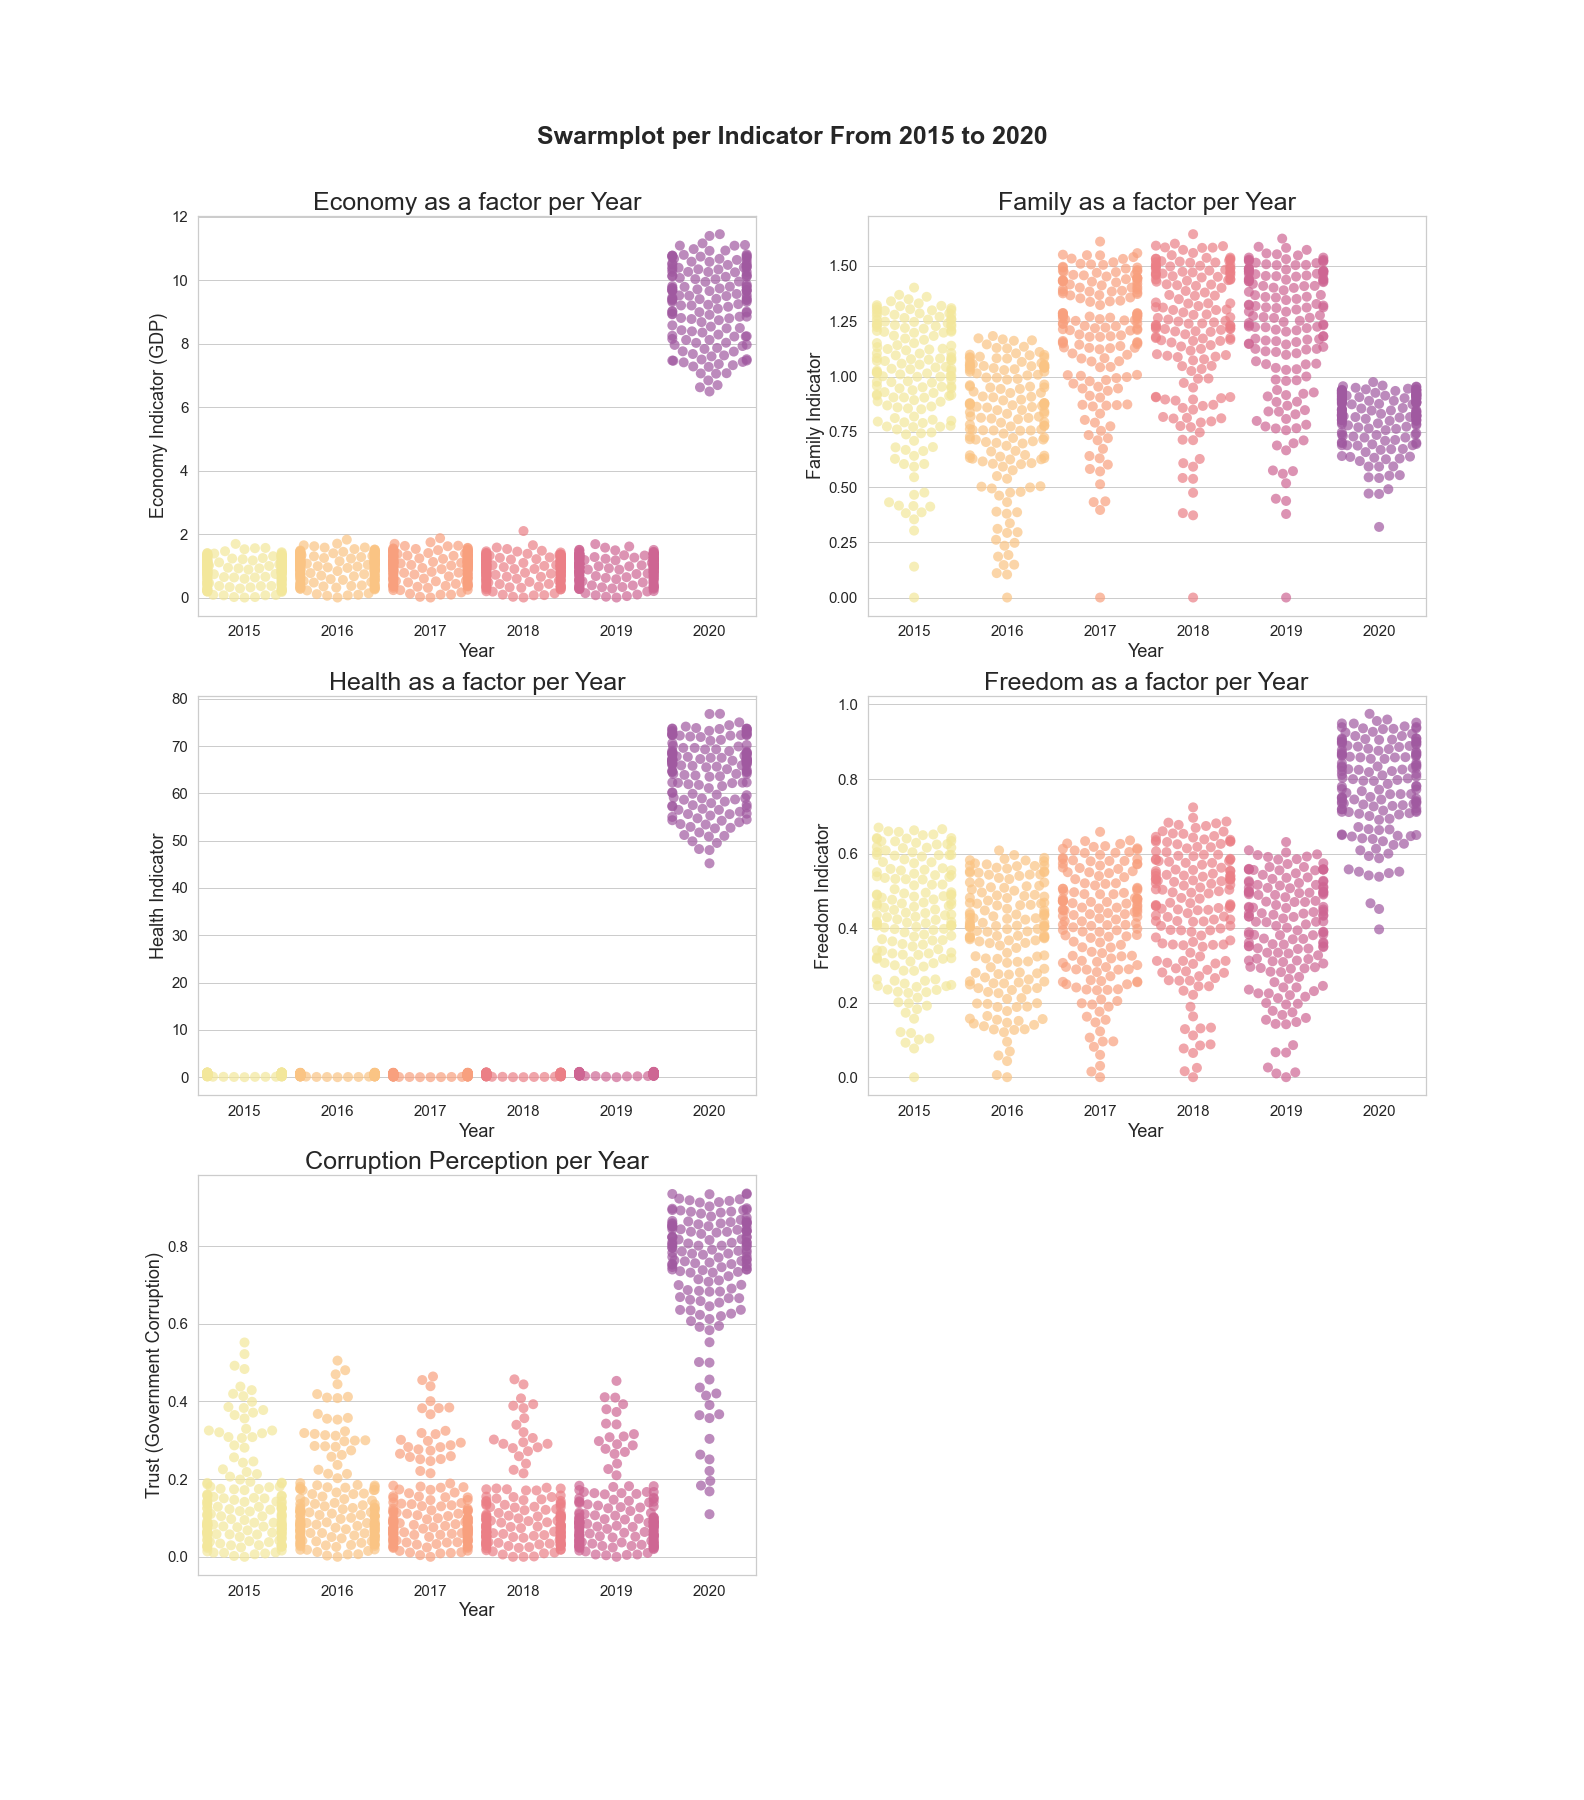 Swarmplot per Indicator From 2015 to 2020
Economy as a factor per Year
Economy Indicator (GDP)
12
10
8
6
4
2
0
2015 2016 2017 2018 2019 2020
Year
Family as a factor per Year
Family Indicator
1.50
1.25
1.00
0.75
0.50
0.25
0.00
2015 2016 2017 2018 2019 2020
Year
Health as a factor per Year
Health Indicator
80
70
60
50
40
30
20
10
0
2015 2016 2017 2018 2019 2020
Year
Freedom as a factor per Year
Freedom Indicator
1.0
0.8
0.6
0.4
0.2
0.0
2015 2016 2017 2018 2019 2020
Year
Corruption Perception per Year
Trust (Government Corruption)
0.8
0.6
0.4
0.2
0.0
2015 2016 2017 2018 2019 2020
Year